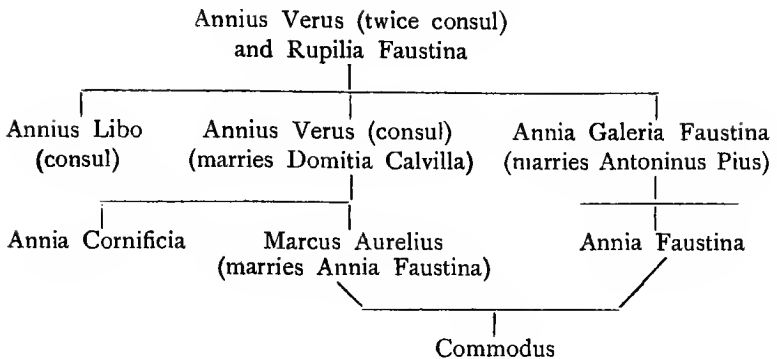 Annius Verus (twice consul)
and Rupilia Faustina
Annius Libo
(consul)
Annius Verus (consul)
(marries Domitia Calvilla)
Annia Galeria Faustina
(marries Antoninus Pius)
Annia Cornificia
Marcus Aurelius
(marries Annia Faustina)
Annia Faustina
Commodus